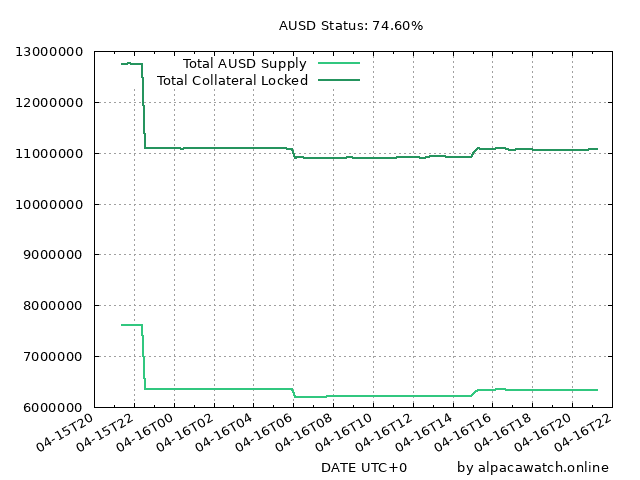 AUSD Status: 74.60%
13000000
12000000
11000000
10000000
9000000
8000000
7000000
6000000
Total AUSD Supply
Total Collateral Locked
04-15T20
04-15T22
04-16T00
04-16T02
04-16T04
04-16T06
04-16T08
04-16T10
04-16T12
04-16T14
04-16T16
04-16T18
04-16T20
04-16T22
DATE UTC+0
by alpacawatch.online